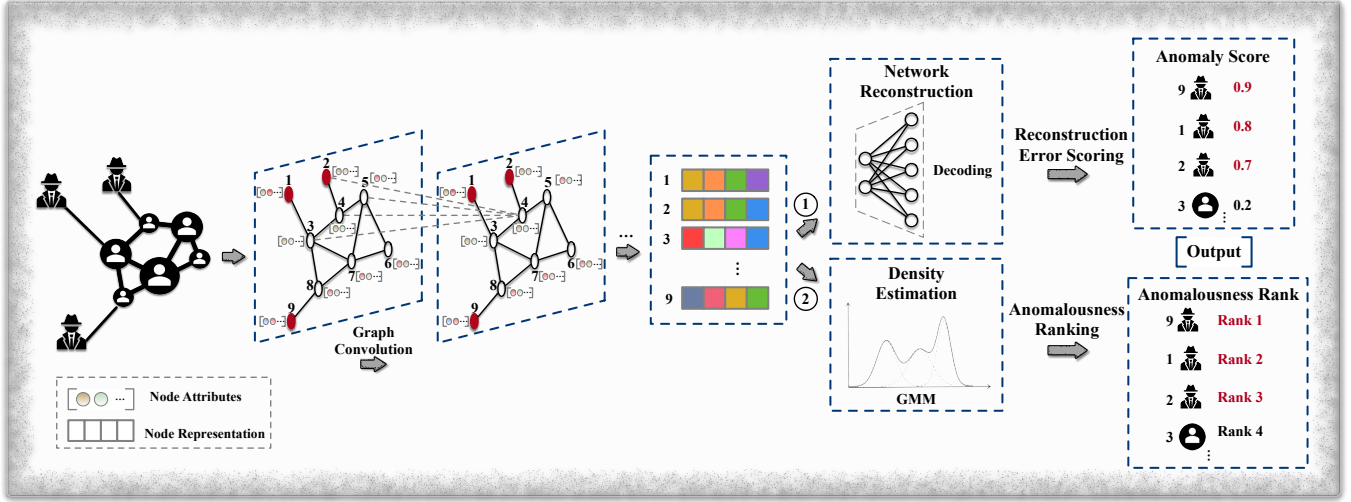 1
2
3
4
5
6
7
8
9
Graph
Convolution
1
2
3
4
5
6
7
8
9
...
1
2
3
⋮
9
①
②
Network
Reconstruction
Decoding
Density
Estimation
GMM
Reconstruction
Error Scoring
Anomalousness
Ranking
Anomaly Score
9 0.9
1 0.8
2 0.7
3 0.2
⋮
Output
Anomalousness Rank
9 Rank 1
1 Rank 2
2 Rank 3
3 Rank 4
⋮
[ ... ] Node Attributes
Node Representation